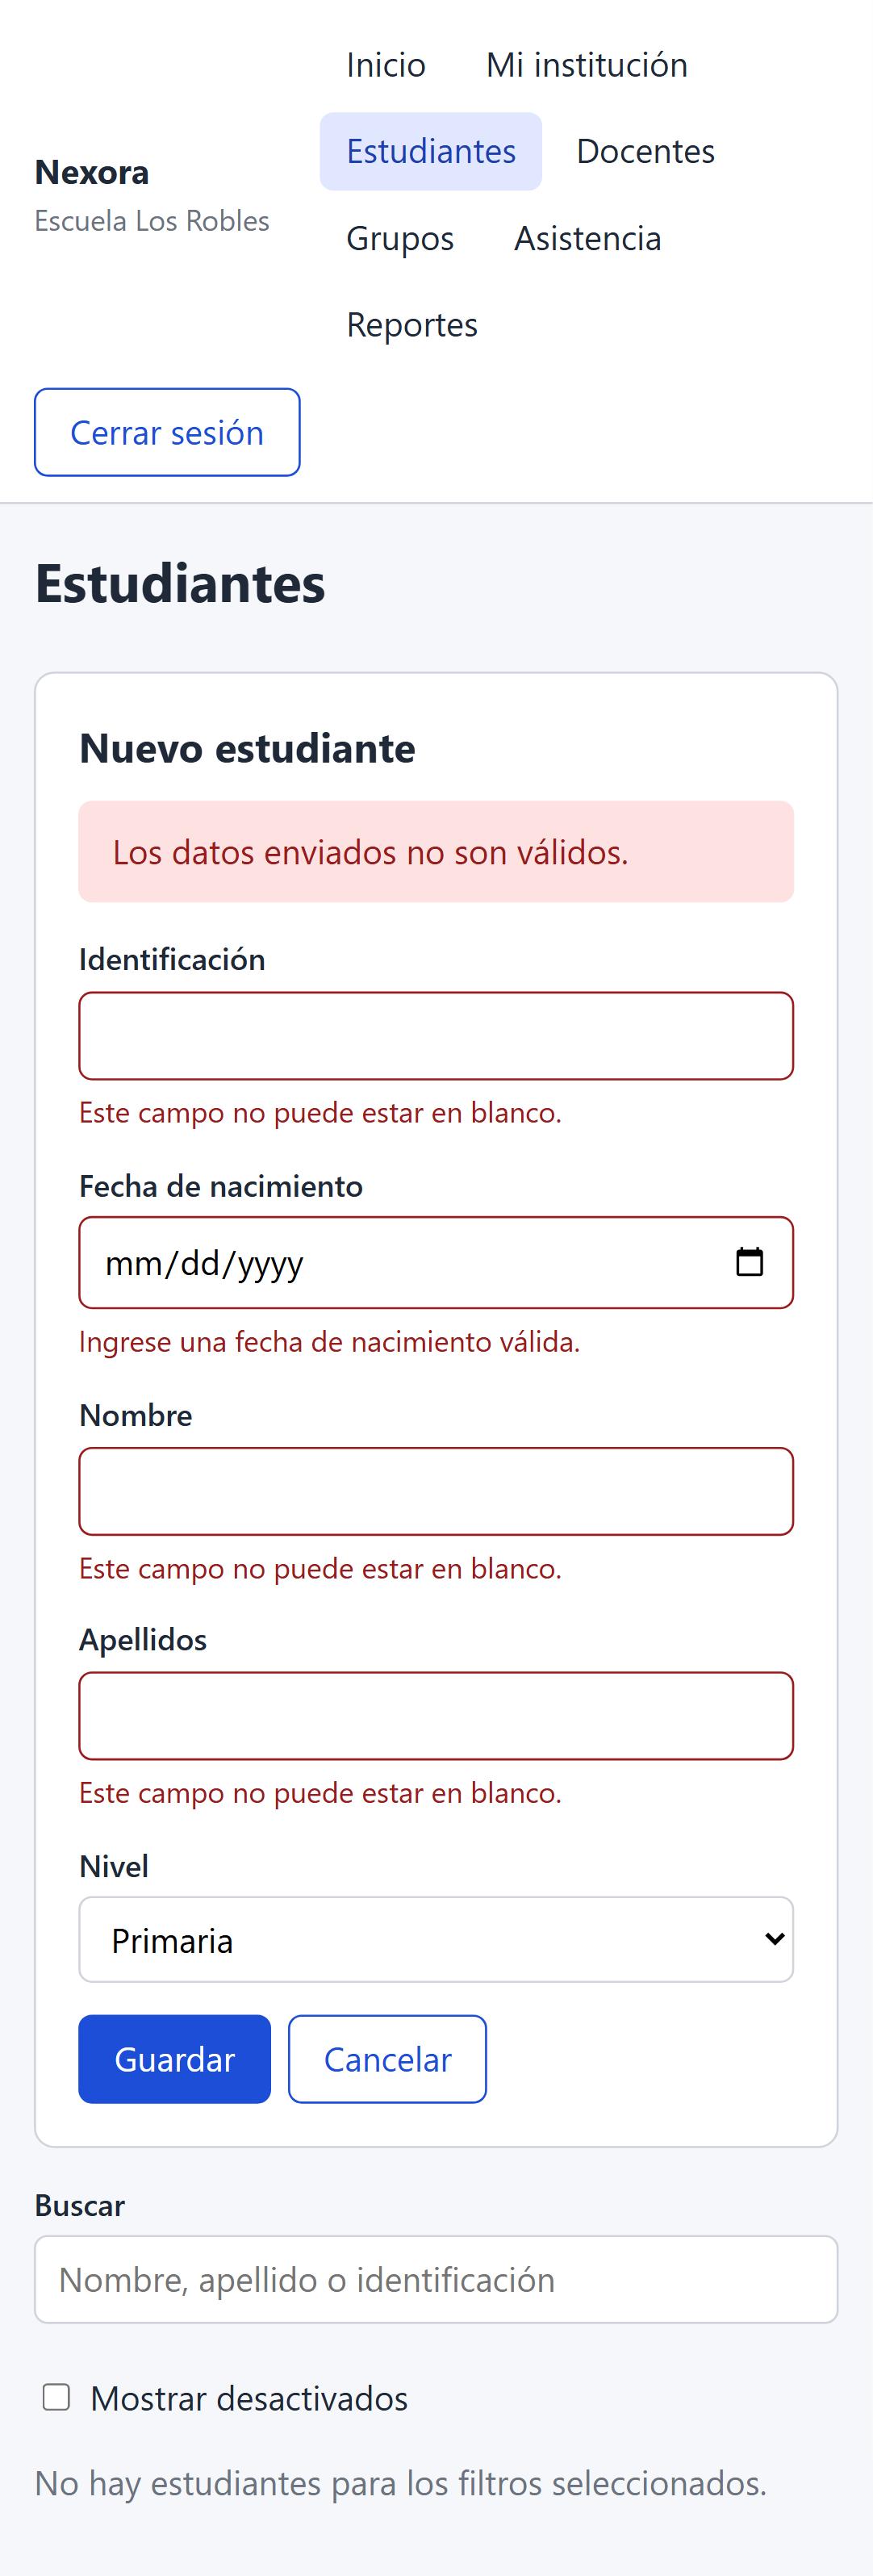 Nexora
Escuela Los Robles
Inicio
Mi institución
Estudiantes
Docentes
Grupos
Asistencia
Reportes
Cerrar sesión
Estudiantes
Nuevo estudiante
Los datos enviados no son válidos.
Identificación
Este campo no puede estar en blanco.
Fecha de nacimiento
mm/dd/yyyy
Ingrese una fecha de nacimiento válida.
Nombre
Este campo no puede estar en blanco.
Apellidos
Este campo no puede estar en blanco.
Nivel
Primaria
Guardar
Cancelar
Buscar
Nombre, apellido o identificación
Mostrar desactivados
No hay estudiantes para los filtros seleccionados.